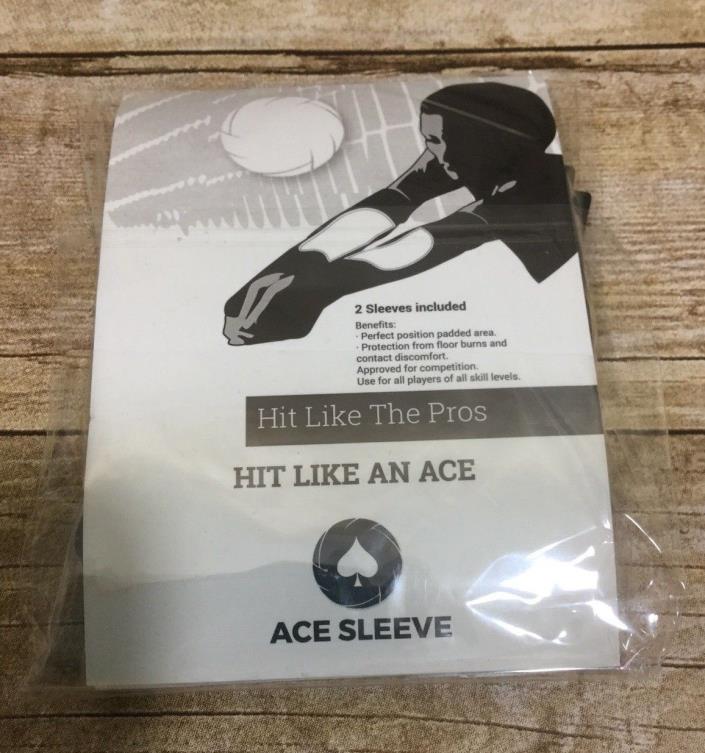 2 Sleeves included
Benefits:
· Perfect position padded area.
· Protection from floor burns and
contact discomfort.
Approved for competition.
Use for all players of all skill levels.
Hit Like The Pros
HIT LIKE AN ACE
ACE SLEEVE